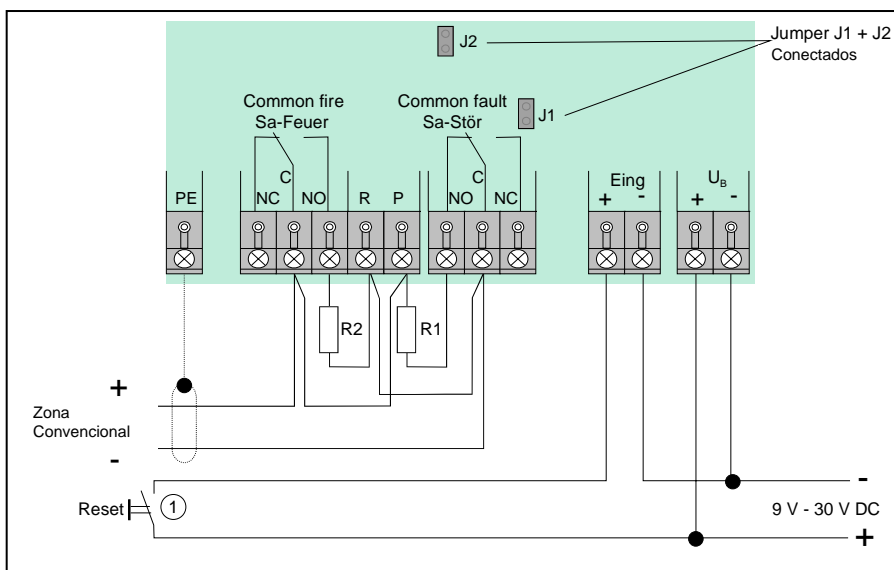 J2
Jumper J1 + J2
Conectados
Common fire
Sa-Feuer
Common fault
Sa-Stör
J1
PE
NC
C
NO
R
P
NO
C
NC
Eing
+ -
UB
+ -
R2
R1
+
Zona
Convencional
-
Reset
1
-
9 V - 30 V DC
+